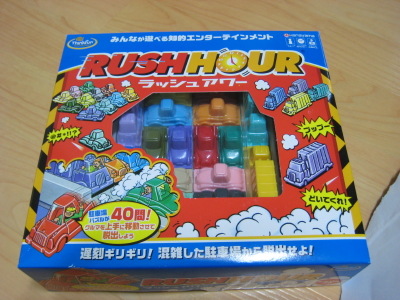 みんなが遊べる知的エンターテインメント
ThinkFun
RUSH HOUR
ラッシュアワー
プップー
どいてくれ!
駐車場
パズルが
40問!
クルマを上手に移動させて
脱出しよう
遅刻ギリギリ! 混雑した駐車場から脱出せよ!